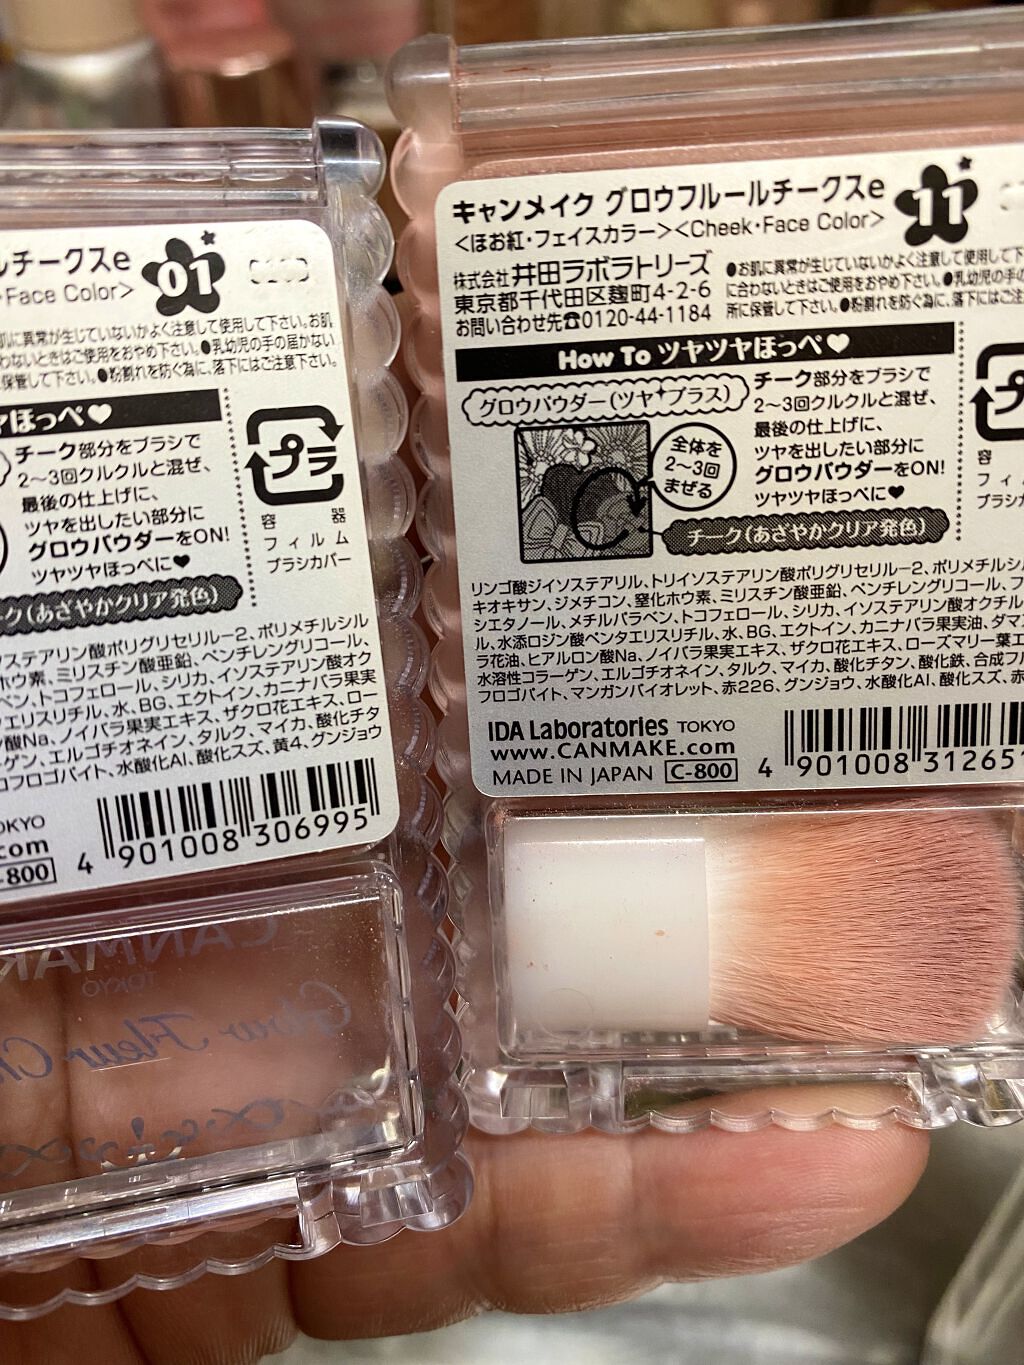 ルチークスe 01
Face Color>
肌に異常が生じていないかよく注意して使用して下さい。お肌
わないときはご使用をおやめ下さい。●乳幼児の手の届かない
保管して下さい。●粉割れを防ぐ為に、落下にはご注意下さい。
ほっぺ♥
チーク部分をブラシで
2～3回クルクルと混ぜ、
最後の仕上げに、
ツヤを出したい部分に
グロウパウダーをON!
ツヤツヤほっぺに♥
ク(あざやかクリア発色)
プラ
容器
フィルム
ブラシカバー
ステアリン酸ポリグリセリル-2、ポリメチルシル
ホウ素、ミリスチン酸亜鉛、ペンチレングリコール、
ベン、トコフェロール、シリカ、イソステアリン酸オク
エリスリチル、水、BG、エクトイン、カニナバラ果実
酸Na、ノイバラ果実エキス、ザクロ花エキス、ロー
ーゲン、エルゴチオネイン、タルク、マイカ、酸化チタ
フロゴパイト、水酸化Al、酸化スズ、黄4、グンジョウ
OKYO
com
-800
4 901008 306995
CANMA
TOKYO
Glow Fleur C
キャンメイク グロウフルールチークスe 11
<ほお紅・フェイスカラー><Cheek・Face Color>
株式会社 井田ラボラトリーズ
東京都千代田区麹町4-2-6
お問い合わせ先☎0120-44-1184
●お肌に異常が生じていないかよく注意して使用して下
に合わないときはご使用をおやめ下さい。●乳幼児の手の
所に保管して下さい。●粉割れを防ぐ為に、落下にはご注
How To ツヤツヤほっぺ♥
グロウパウダー(ツヤ✦プラス)
全体を
2～3回
まぜる
チーク(あざやかクリア発色)
チーク部分をブラシで
2～3回クルクルと混ぜ、
最後の仕上げに、
ツヤを出したい部分に
グロウパウダーをON!
ツヤツヤほっぺに♥
プ
容
フィ
ブラシカ
リンゴ酸ジイソステアリル、トリイソステアリン酸ポリグリセリル-2、ポリメチルシル
キオキサン、ジメチコン、窒化ホウ素、ミリスチン酸亜鉛、ペンチレングリコール、フ
シエタノール、メチルパラベン、トコフェロール、シリカ、イソステアリン酸オクチル
ル、水添ロジン酸ペンタエリスリチル、水、BG、エクトイン、カニナバラ果実油、ダマス
ラ花油、ヒアルロン酸Na、ノイバラ果実エキス、ザクロ花エキス、ローズマリー葉エ
水溶性コラーゲン、エルゴチオネイン、タルク、マイカ、酸化チタン、酸化鉄、合成フル
フロゴパイト、マンガンバイオレット、赤226、グンジョウ、水酸化Al、酸化スズ、赤
IDA Laboratories TOKYO
www.CANMAKE.com
MADE IN JAPAN C-800
4 901008 31265